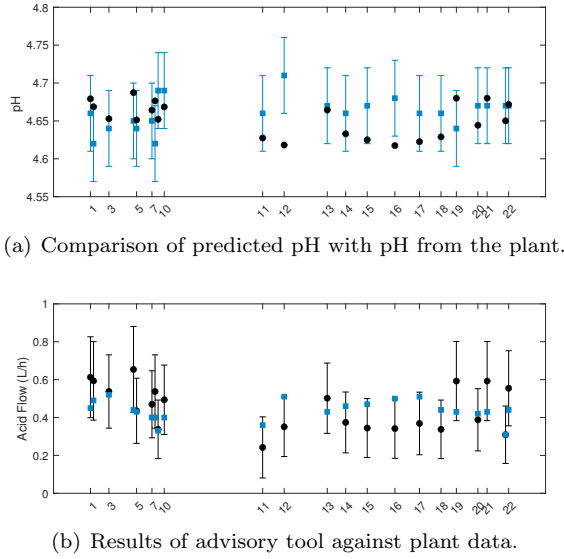 4.8
4.75
4.7
4.65
4.6
4.55
pH
1 3 5 7 10 11 12 13 14 15 16 17 18 19 20 21 22
(a) Comparison of predicted pH with pH from the plant.
1
0.8
0.6
0.4
0.2
0
Acid Flow (L/h)
1 3 5 7 10 11 12 13 14 15 16 17 18 19 20 21 22
(b) Results of advisory tool against plant data.